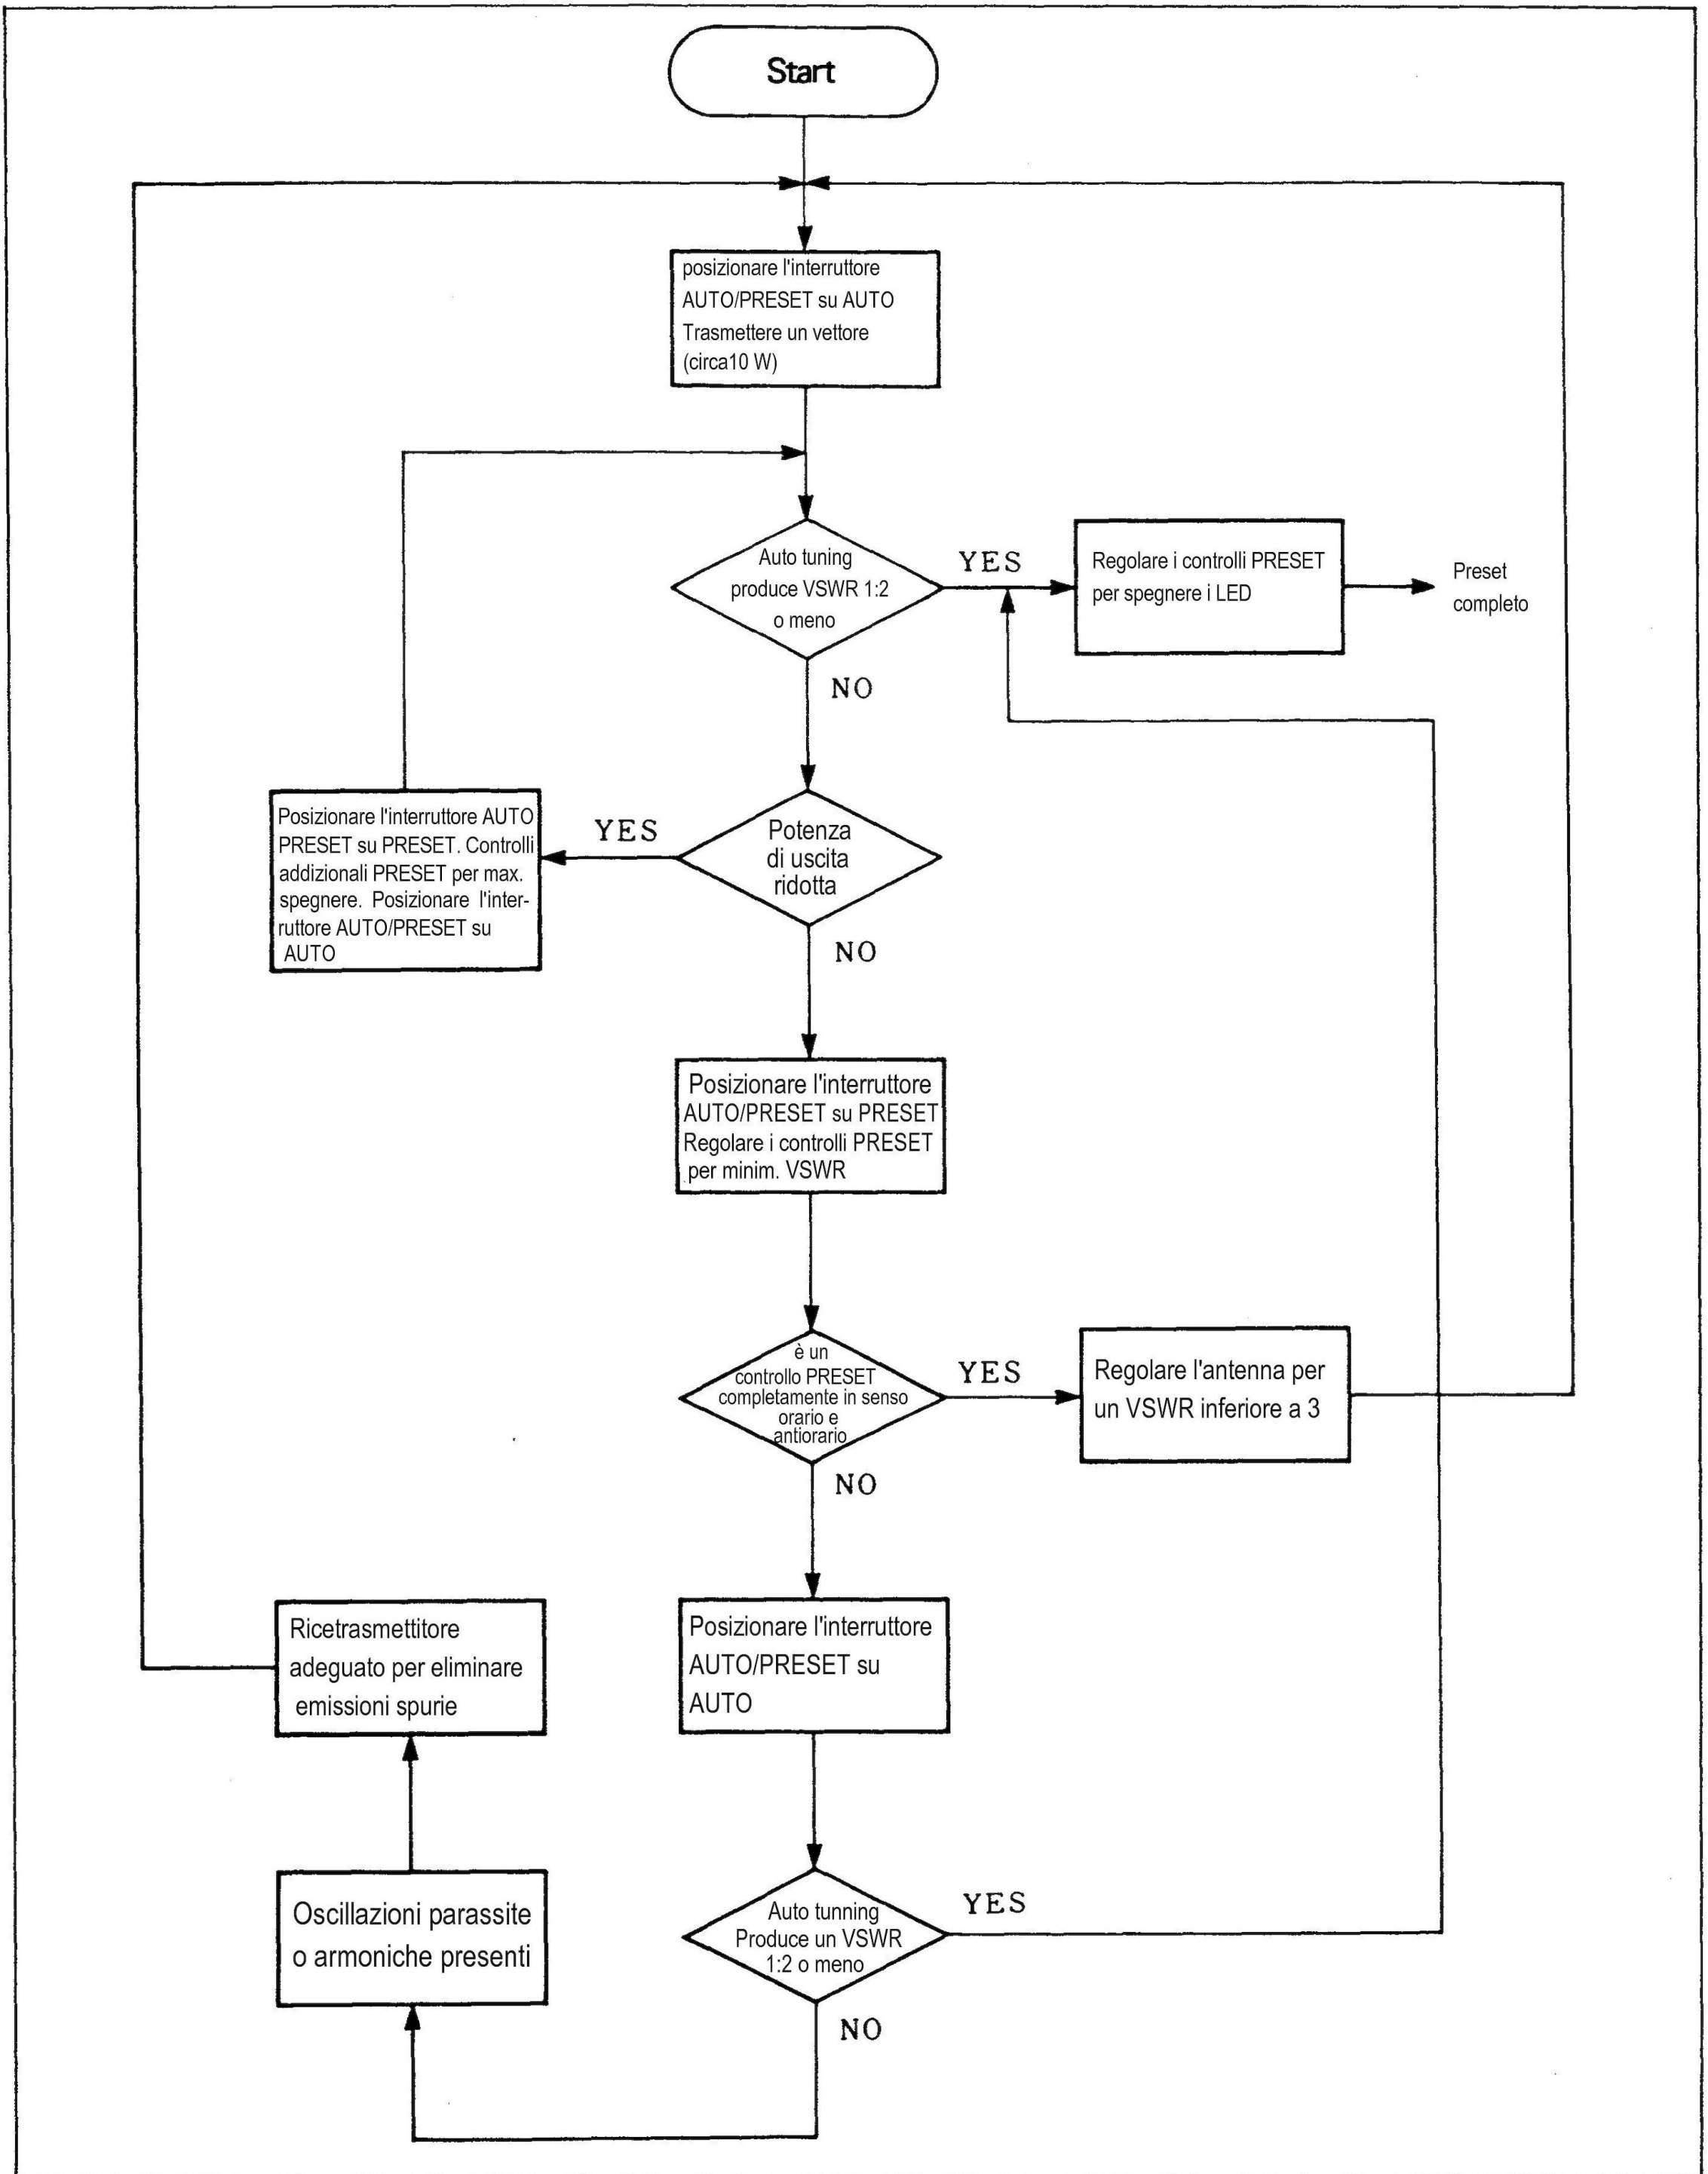 Start
posizionare l'interruttore
AUTO/PRESET su AUTO
Trasmettere un vettore
(circa10 W)
Auto tuning
produce VSWR 1:2
o meno
YES
Regolare i controlli PRESET
per spegnere i LED
Preset
completo
NO
Posizionare l'interruttore AUTO
PRESET su PRESET. Controlli
addizionali PRESET per max.
spegnere. Posizionare l'inter-
ruttore AUTO/PRESET su
AUTO
YES
Potenza
di uscita
ridotta
NO
Posizionare l'interruttore
AUTO/PRESET su PRESET
Regolare i controlli PRESET
per minim. VSWR
è un
controllo PRESET
completamente in senso
orario e
antiorario
YES
Regolare l'antenna per
un VSWR inferiore a 3
NO
Posizionare l'interruttore
AUTO/PRESET su
AUTO
Ricetrasmettitore
adeguato per eliminare
emissioni spurie
Oscillazioni parassite
o armoniche presenti
Auto tunning
Produce un VSWR
1:2 o meno
YES
NO